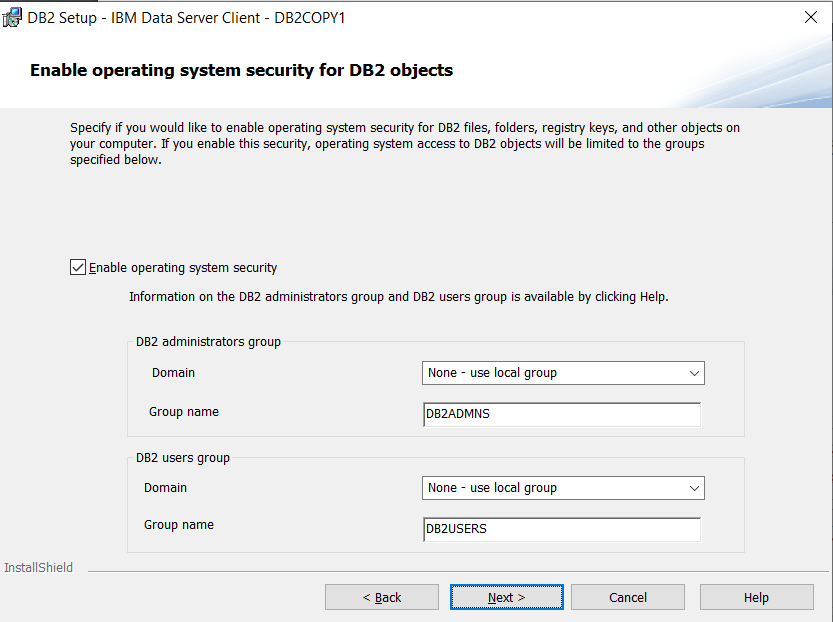 DB2 Setup - IBM Data Server Client - DB2COPY1
Enable operating system security for DB2 objects
Specify if you would like to enable operating system security for DB2 files, folders, registry keys, and other objects on
your computer. If you enable this security, operating system access to DB2 objects will be limited to the groups
specified below.
Enable operating system security
Information on the DB2 administrators group and DB2 users group is available by clicking Help.
DB2 administrators group
Domain
None - use local group
Group name
DB2ADMNS
DB2 users group
Domain
None - use local group
Group name
DB2USERS
InstallShield
< Back
Next >
Cancel
Help